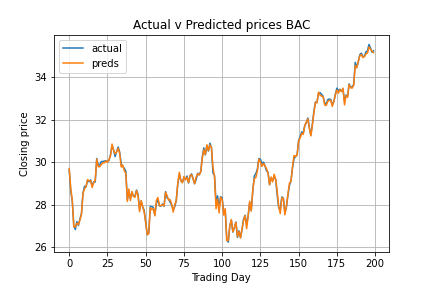 Actual v Predicted prices BAC
actual
preds
Closing price
34
32
30
28
26
0 25 50 75 100 125 150 175 200
Trading Day